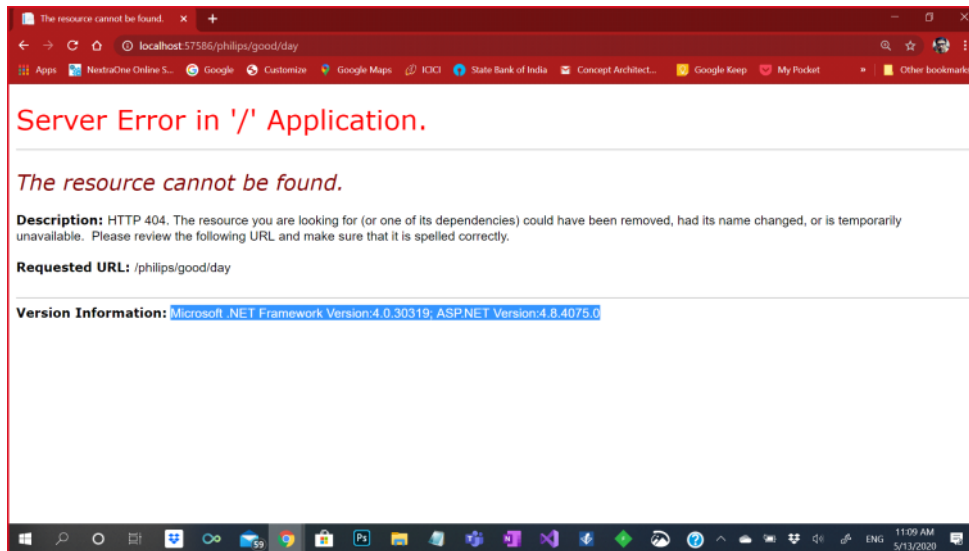 The resource cannot be found.
localhost:57586/philips/good/day
Apps NextraOne Online S... Google Customize Google Maps ICICI State Bank of India Concept Architect... Google Keep My Pocket » Other bookmarks
Server Error in '/' Application.
The resource cannot be found.
Description: HTTP 404. The resource you are looking for (or one of its dependencies) could have been removed, had its name changed, or is temporarily
unavailable. Please review the following URL and make sure that it is spelled correctly.
Requested URL: /philips/good/day
Version Information: Microsoft .NET Framework Version:4.0.30319; ASP.NET Version:4.8.4075.0
Ps 59 ENG 11:09 AM
5/13/2020